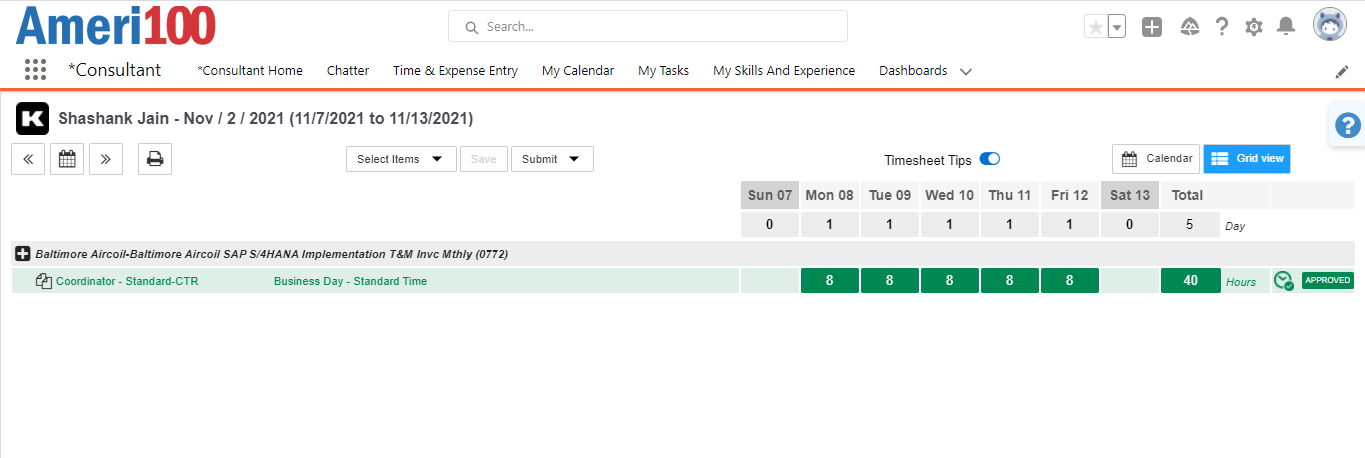 Ameri100
Search...
*Consultant *Consultant Home Chatter Time & Expense Entry My Calendar My Tasks My Skills And Experience Dashboards
K Shashank Jain - Nov / 2 / 2021 (11/7/2021 to 11/13/2021)
Select Items Save Submit Timesheet Tips Calendar Grid view
Sun 07 Mon 08 Tue 09 Wed 10 Thu 11 Fri 12 Sat 13 Total
0 1 1 1 1 1 0 5 Day
Baltimore Aircoil-Baltimore Aircoil SAP S/4HANA Implementation T&M Invc Mthly (0772)
Coordinator - Standard-CTR Business Day - Standard Time 8 8 8 8 8 40 Hours APPROVED